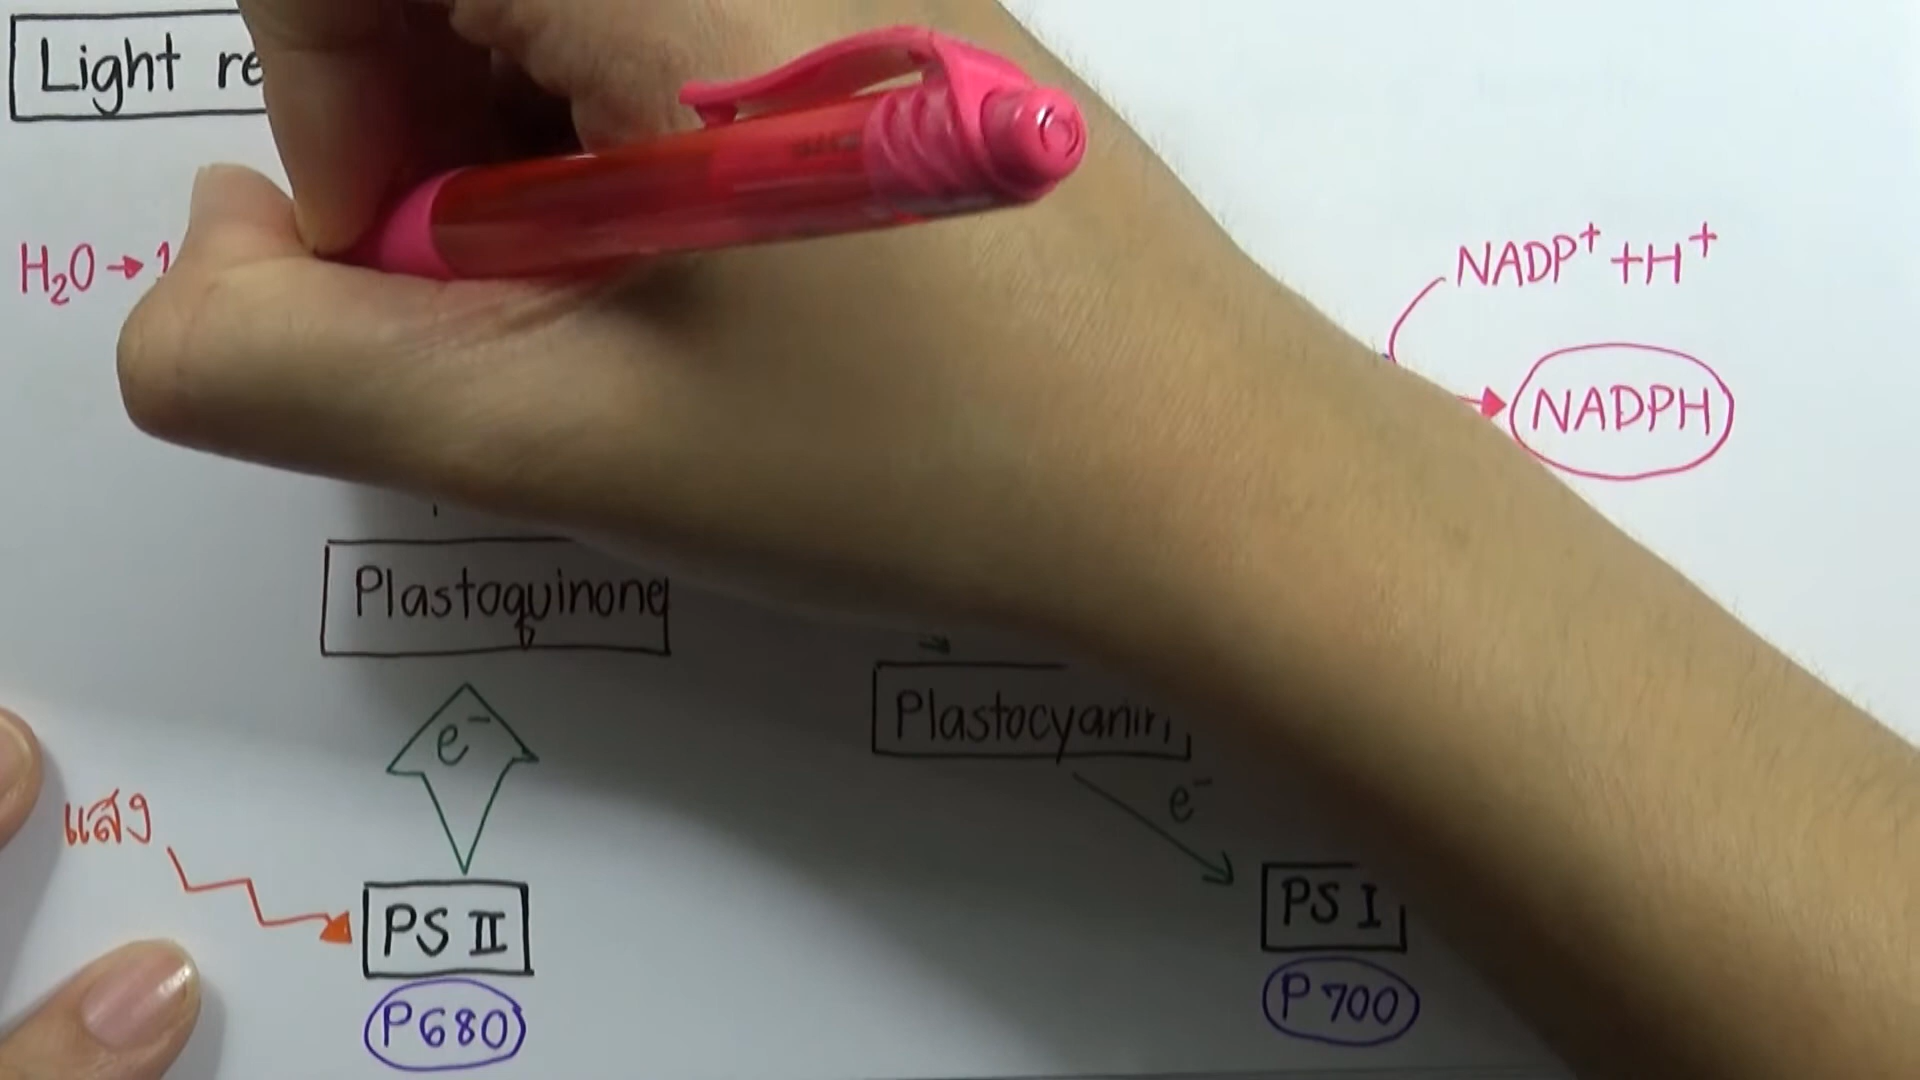 Light re
H₂O → 1
NADP⁺ + H⁺
NADPH
Plastoquinone
Plastocyanin
e⁻
e⁻
แสง
PS II
PS I
P680
P700